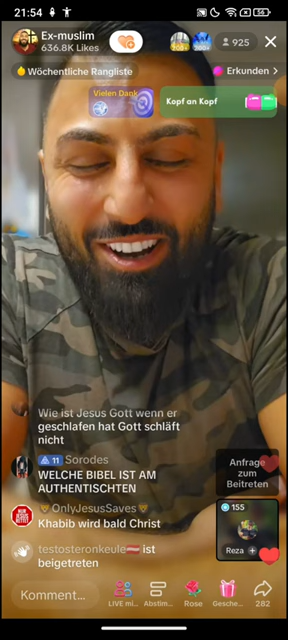 21:54
56
Ex-muslim
636.8K Likes
925
Wöchentliche Rangliste
Erkunden >
Vielen Dank
Kopf an Kopf
Wie ist Jesus Gott wenn er
geschlafen hat Gott schläft
nicht
11 Sorodes
WELCHE BIBEL IST AM
AUTHENTISCHTEN
OnlyJesusSaves
Khabib wird bald Christ
testosteronkeule ist
beigetreten
Anfrage
zum
Beitreten
155
Reza +
Komment...
LIVE mi...
Abstim...
Rose
Gesche...
282